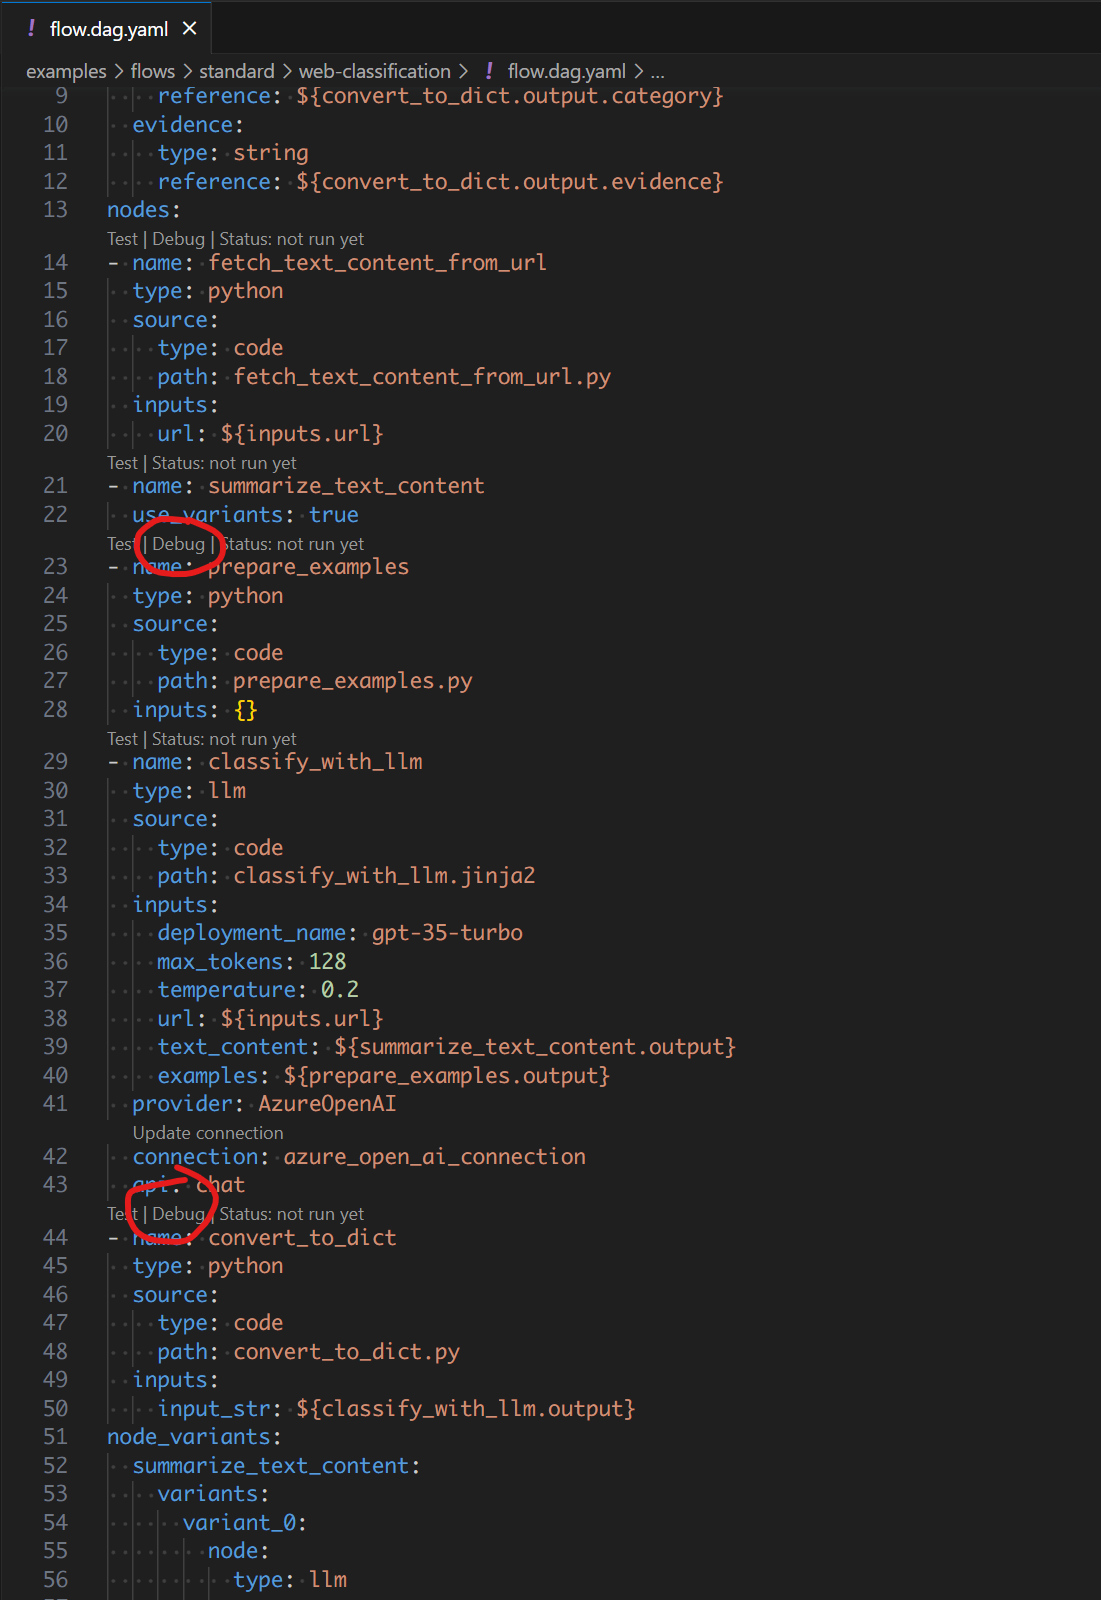 ! flow.dag.yaml ×
examples > flows > standard > web-classification > ! flow.dag.yaml > ...
9 reference: ${convert_to_dict.output.category}
10 evidence:
11 type: string
12 reference: ${convert_to_dict.output.evidence}
13 nodes:
Test | Debug | Status: not run yet
14 - name: fetch_text_content_from_url
15 type: python
16 source:
17 type: code
18 path: fetch_text_content_from_url.py
19 inputs:
20 url: ${inputs.url}
Test | Status: not run yet
21 - name: summarize_text_content
22 use_variants: true
Test | Debug | Status: not run yet
23 - name: prepare_examples
24 type: python
25 source:
26 type: code
27 path: prepare_examples.py
28 inputs: {}
Test | Status: not run yet
29 - name: classify_with_llm
30 type: llm
31 source:
32 type: code
33 path: classify_with_llm.jinja2
34 inputs:
35 deployment_name: gpt-35-turbo
36 max_tokens: 128
37 temperature: 0.2
38 url: ${inputs.url}
39 text_content: ${summarize_text_content.output}
40 examples: ${prepare_examples.output}
41 provider: AzureOpenAI
Update connection
42 connection: azure_open_ai_connection
43 api: chat
Test | Debug | Status: not run yet
44 - name: convert_to_dict
45 type: python
46 source:
47 type: code
48 path: convert_to_dict.py
49 inputs:
50 input_str: ${classify_with_llm.output}
51 node_variants:
52 summarize_text_content:
53 variants:
54 variant_0:
55 node:
56 type: llm